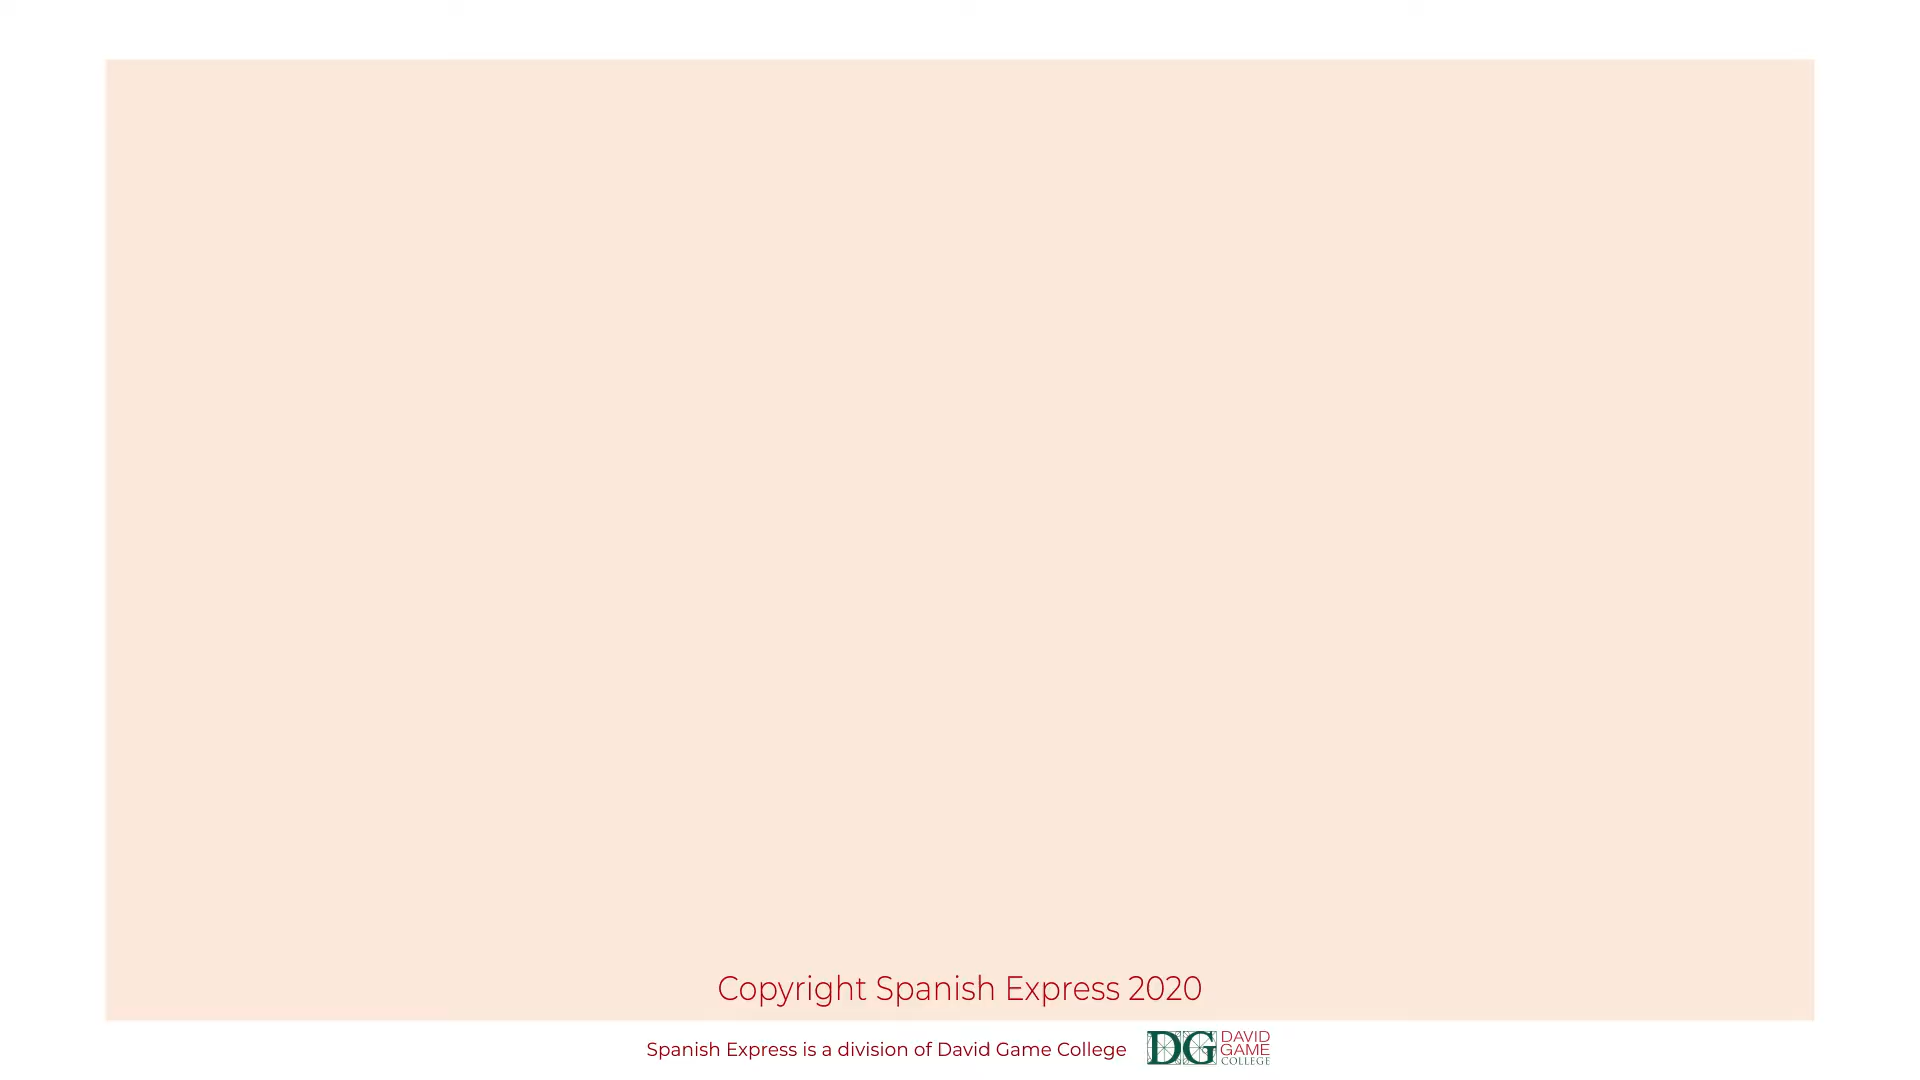 Copyright Spanish Express 2020
Spanish Express is a division of David Game College
DG DAVID
GAME
COLLEGE